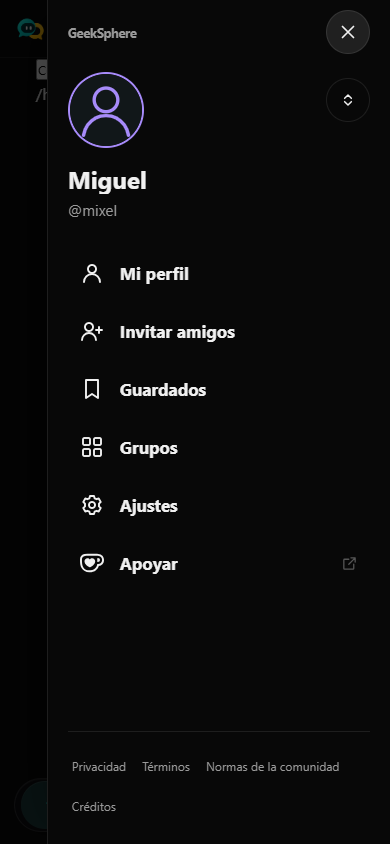 GeekSphere
Miguel
@mixel
Mi perfil
Invitar amigos
Guardados
Grupos
Ajustes
Apoyar
Privacidad Términos Normas de la comunidad
Créditos